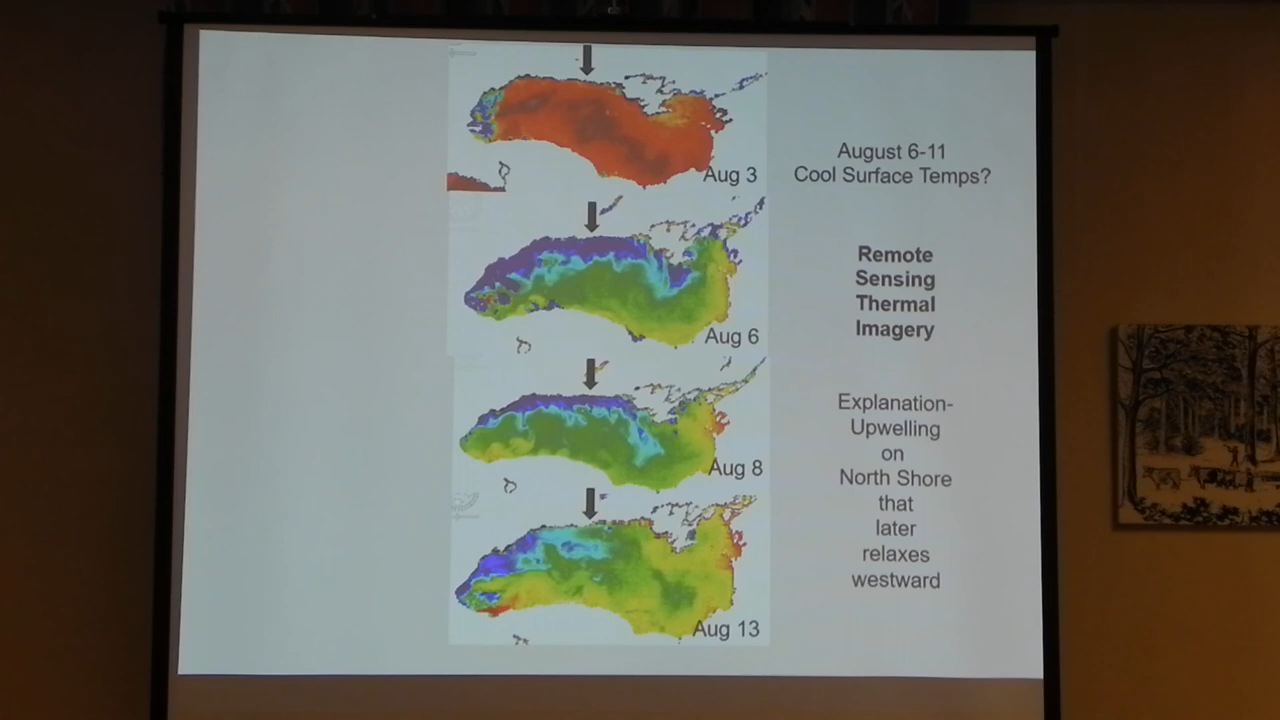 Aug 3
August 6-11
Cool Surface Temps?
Aug 6
Remote
Sensing
Thermal
Imagery
Aug 8
Explanation-
Upwelling
on
North Shore
that
later
relaxes
westward
Aug 13